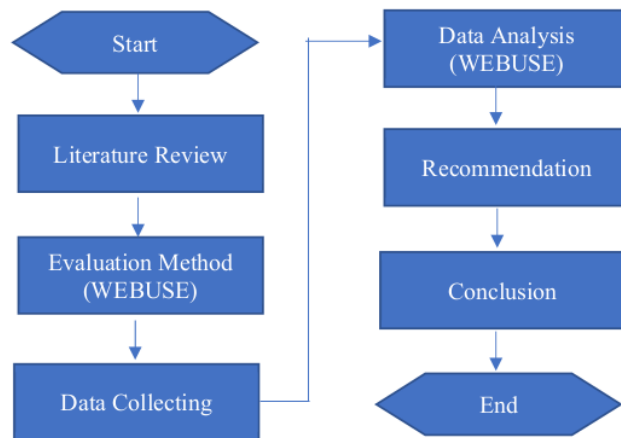 Start
Literature Review
Evaluation Method
(WEBUSE)
Data Collecting
Data Analysis
(WEBUSE)
Recommendation
Conclusion
End